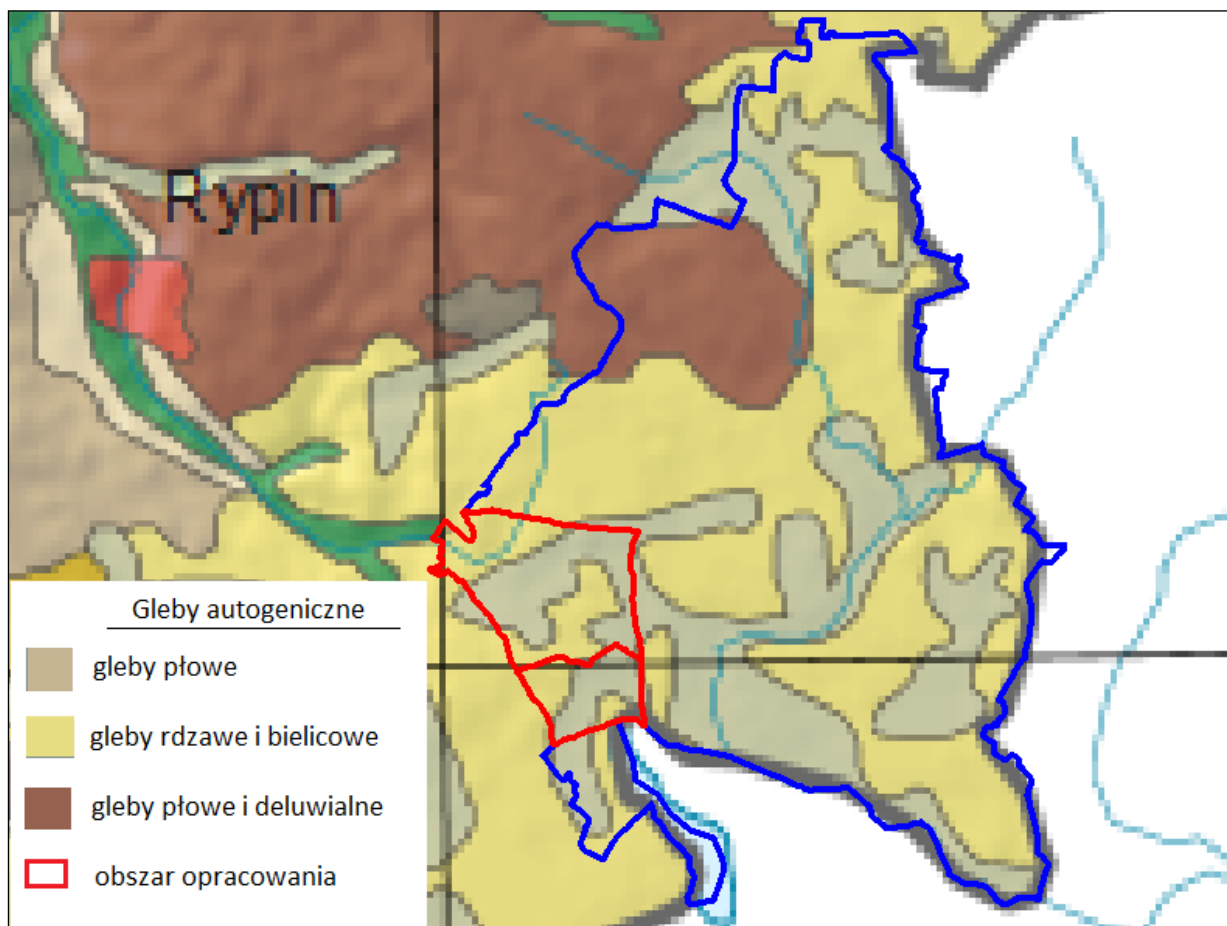 Rypin
Gleby autogeniczne
gleby płowe
gleby rdzawe i bielicowe
gleby płowe i deluwialne
obszar opracowania